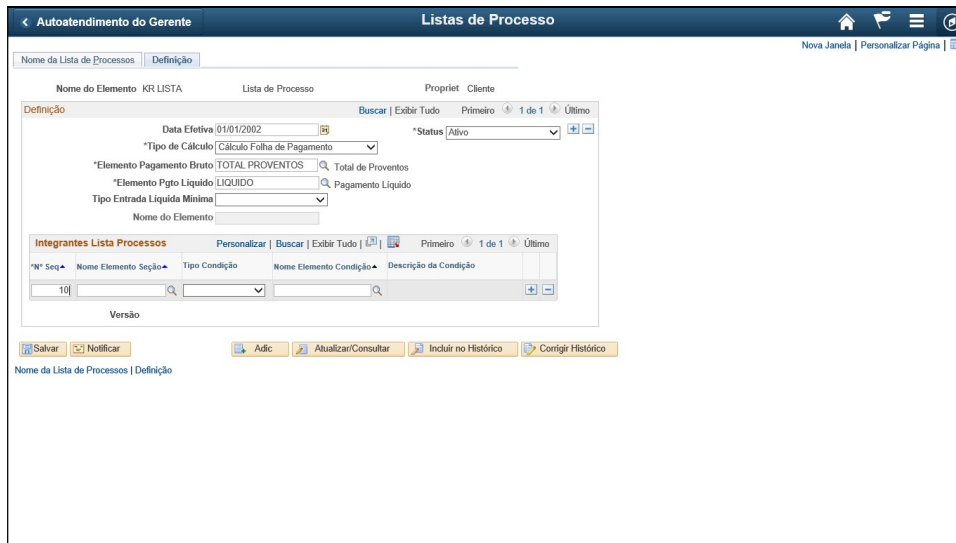 Autoatendimento do Gerente
Listas de Processo
Nova Janela | Personalizar Página |
Nome da Lista de Processos
Definição
Nome do Elemento KR LISTA
Lista de Processo
Propriet Cliente
Definição
Buscar | Exibir Tudo
Primeiro 1 de 1 Último
Data Efetiva 01/01/2002
*Status Ativo
*Tipo de Cálculo Cálculo Folha de Pagamento
*Elemento Pagamento Bruto TOTAL PROVENTOS Total de Proventos
*Elemento Pgto Liquido LIQUIDO Pagamento Líquido
Tipo Entrada Líquida Mínima
Nome do Elemento
Integrantes Lista Processos
Personalizar | Buscar | Exibir Tudo |
Primeiro 1 de 1 Último
*Nº Seq Nome Elemento Seção Tipo Condição Nome Elemento Condição Descrição da Condição
10
Versão
Salvar Notificar Adic Atualizar/Consultar Incluir no Histórico Corrigir Histórico
Nome da Lista de Processos | Definição